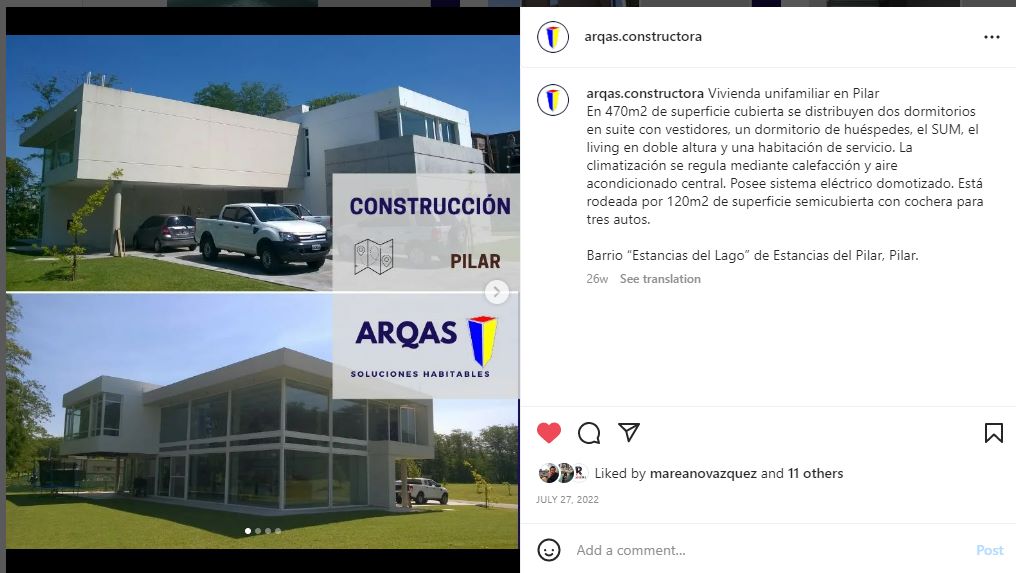 CONSTRUCCIÓN
PILAR
ARQAS
SOLUCIONES HABITABLES
arqas.constructora
arqas.constructora Vivienda unifamiliar en Pilar
En 470m2 de superficie cubierta se distribuyen dos dormitorios
en suite con vestidores, un dormitorio de huéspedes, el SUM, el
living en doble altura y una habitación de servicio. La
climatización se regula mediante calefacción y aire
acondicionado central. Posee sistema eléctrico domotizado. Está
rodeada por 120m2 de superficie semicubierta con cochera para
tres autos.
Barrio “Estancias del Lago” de Estancias del Pilar, Pilar.
26w See translation
Liked by mareanovazquez and 11 others
JULY 27, 2022
Add a comment...
Post